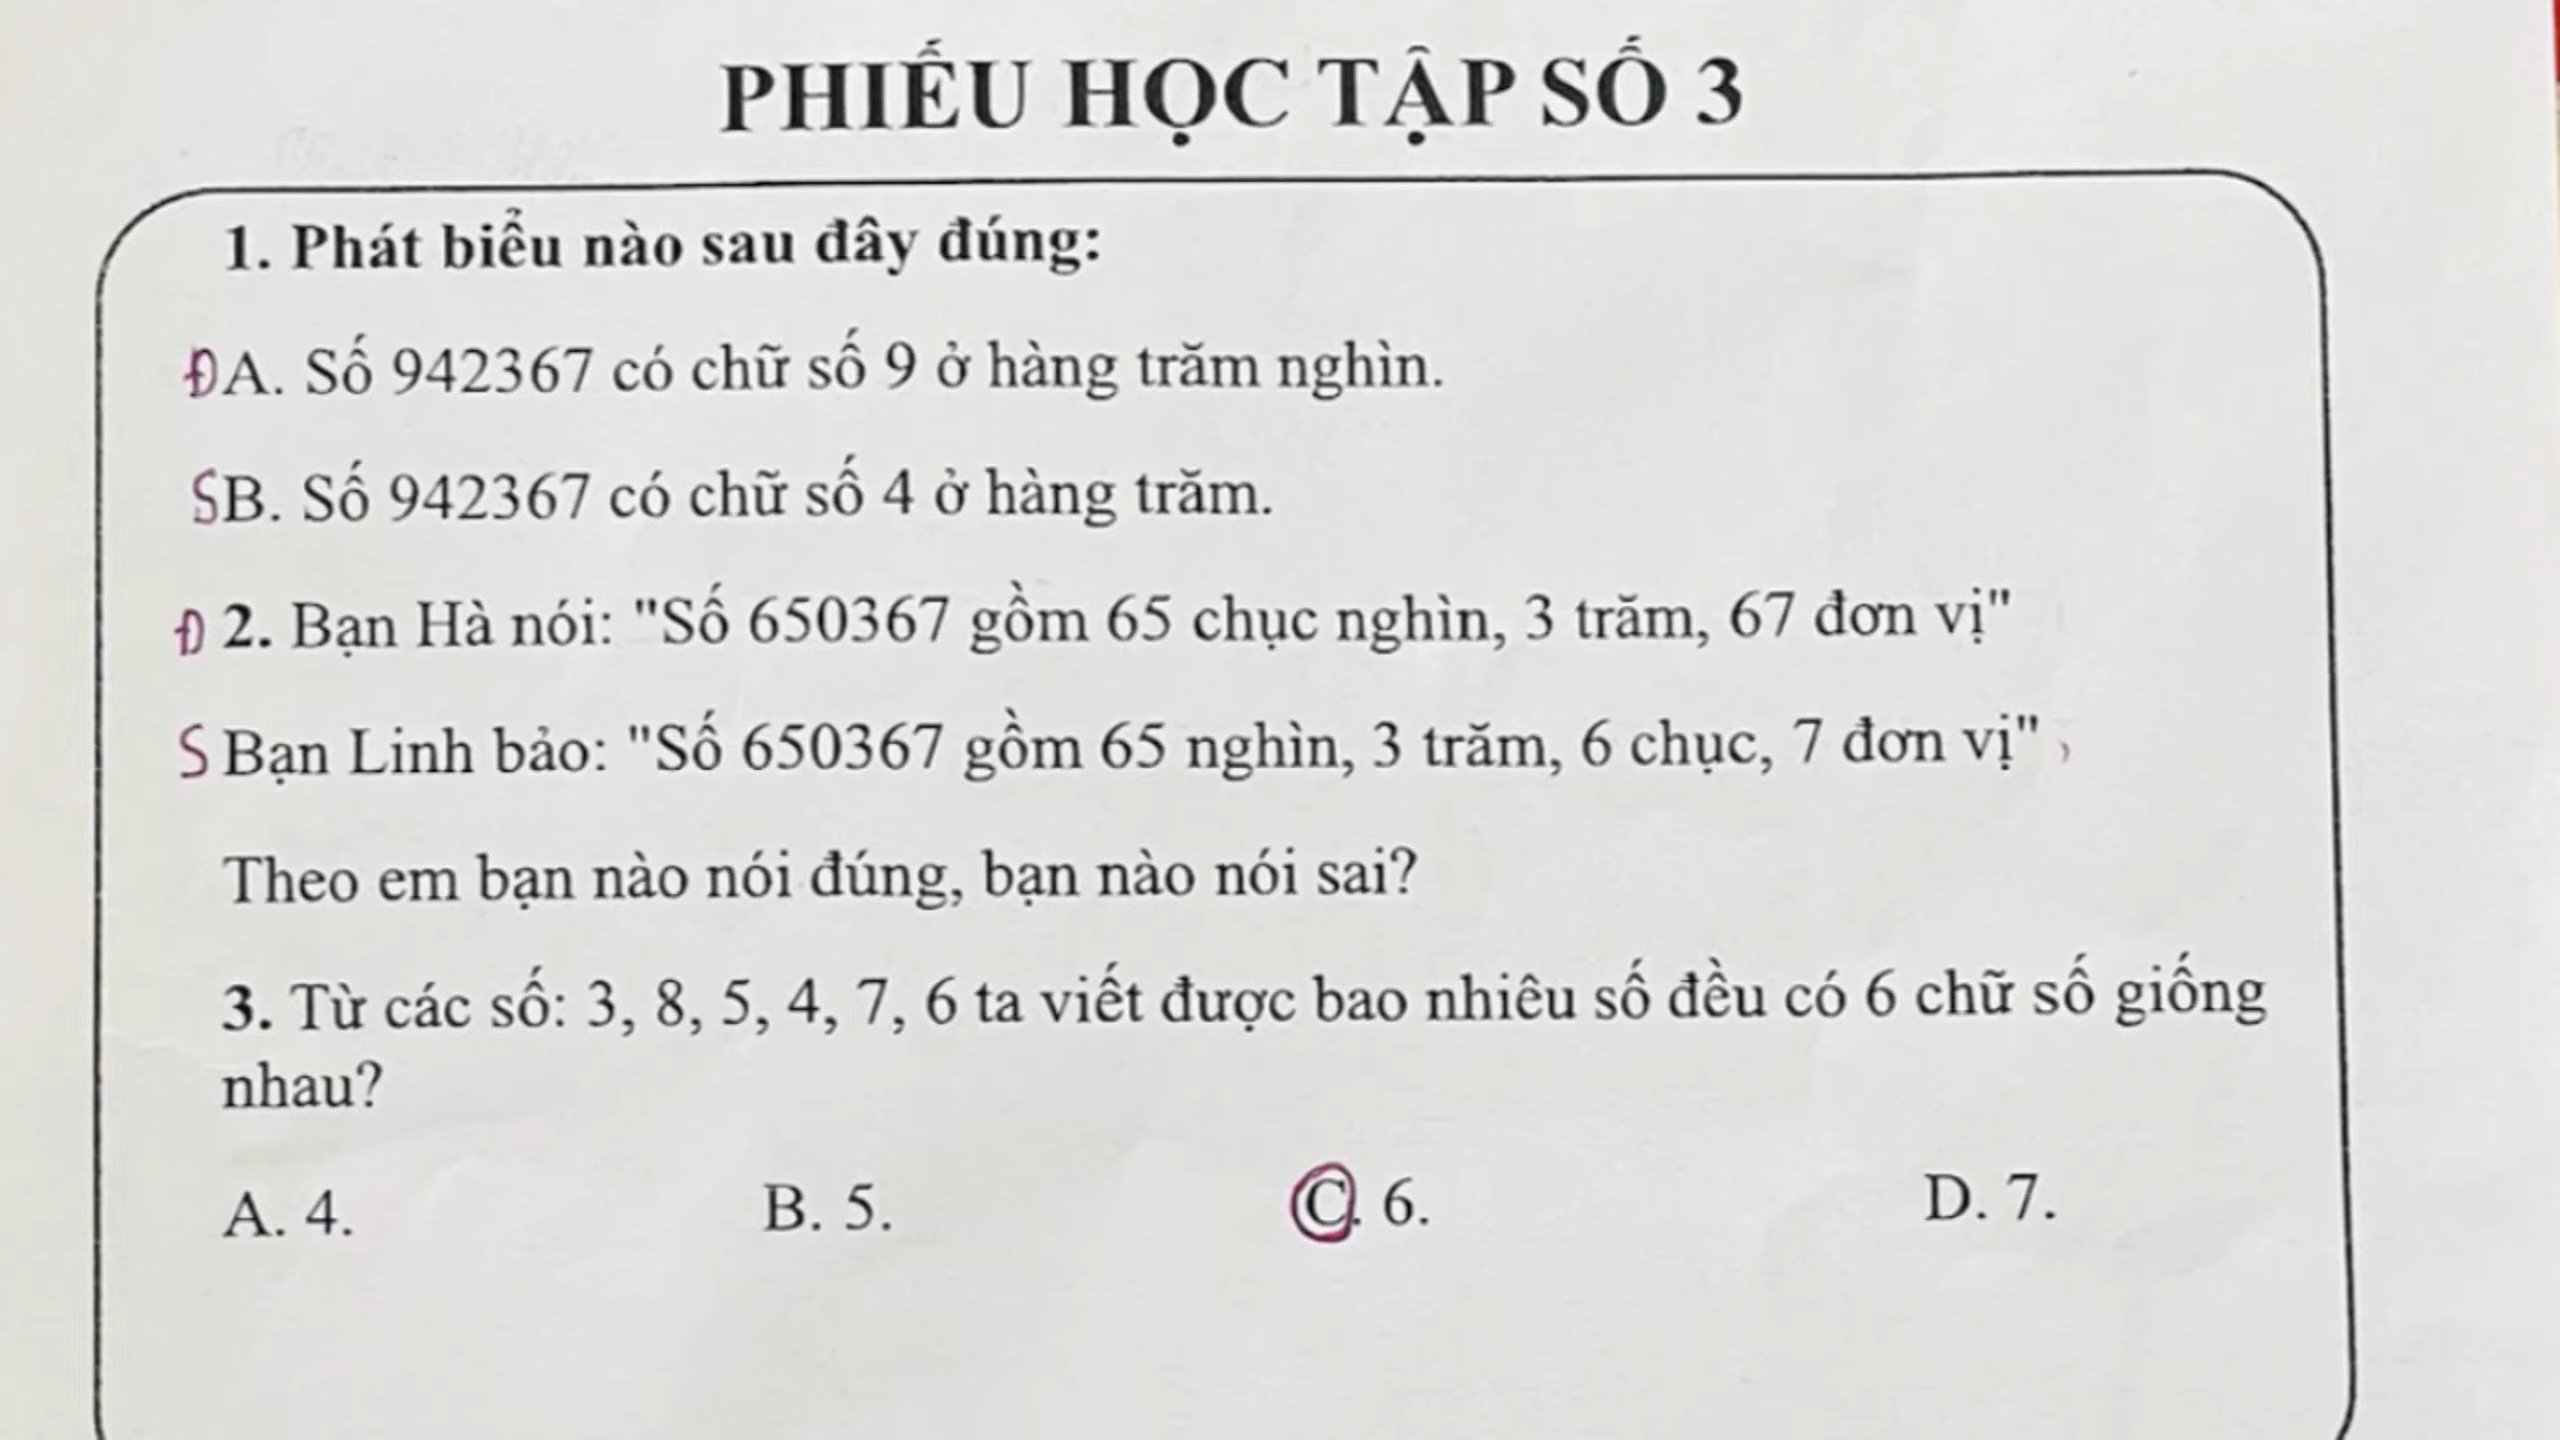 PHIẾU HỌC TẬP SỐ 3
1. Phát biểu nào sau đây đúng:
Đ A. Số 942367 có chữ số 9 ở hàng trăm nghìn.
S B. Số 942367 có chữ số 4 ở hàng trăm.
Đ 2. Bạn Hà nói: "Số 650367 gồm 65 chục nghìn, 3 trăm, 67 đơn vị"
S Bạn Linh bảo: "Số 650367 gồm 65 nghìn, 3 trăm, 6 chục, 7 đơn vị"
Theo em bạn nào nói đúng, bạn nào nói sai?
3. Từ các số: 3, 8, 5, 4, 7, 6 ta viết được bao nhiêu số đều có 6 chữ số giống
nhau?
A. 4. B. 5. C. 6. D. 7.